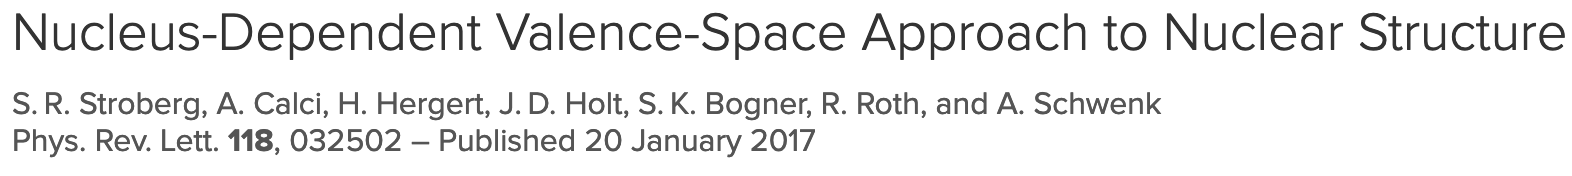 Nucleus-Dependent Valence-Space Approach to Nuclear Structure
S. R. Stroberg, A. Calci, H. Hergert, J. D. Holt, S. K. Bogner, R. Roth, and A. Schwenk
Phys. Rev. Lett. 118, 032502 – Published 20 January 2017